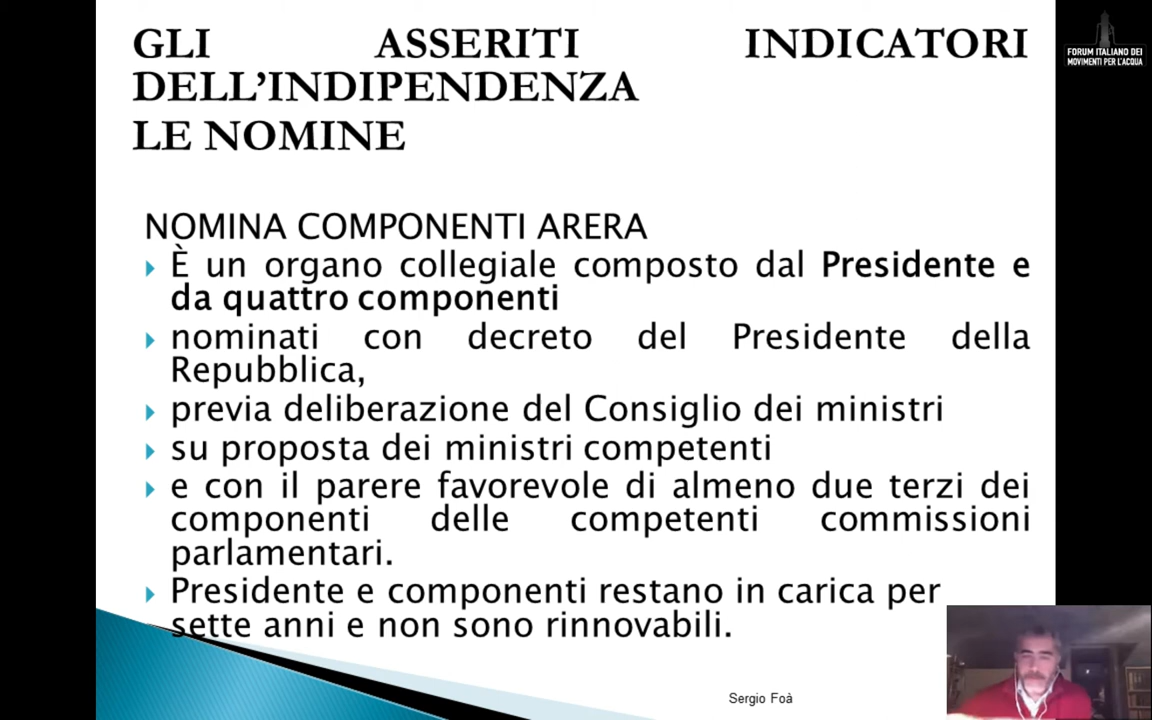 GLI ASSERITI INDICATORI
DELL’INDIPENDENZA
LE NOMINE
FORUM ITALIANO DEI
MOVIMENTI PER L'ACQUA
NOMINA COMPONENTI ARERA
È un organo collegiale composto dal Presidente e
da quattro componenti
nominati con decreto del Presidente della
Repubblica,
previa deliberazione del Consiglio dei ministri
su proposta dei ministri competenti
e con il parere favorevole di almeno due terzi dei
componenti delle competenti commissioni
parlamentari.
Presidente e componenti restano in carica per
sette anni e non sono rinnovabili.
Sergio Foà